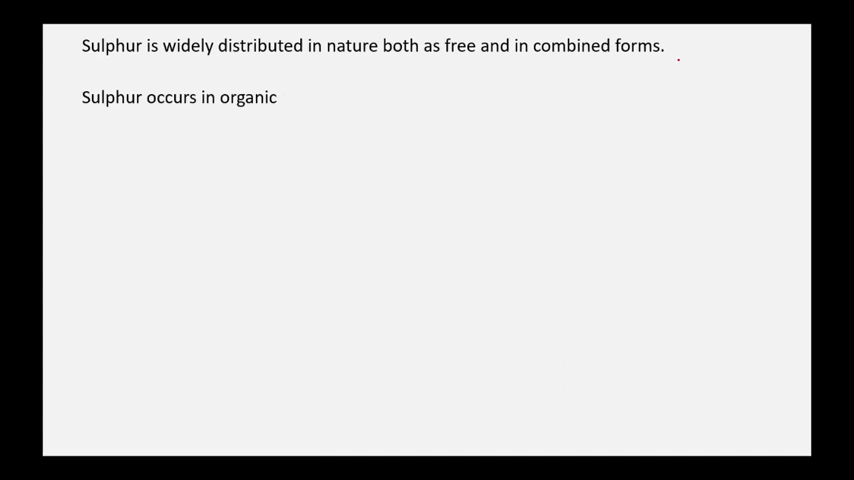 Sulphur is widely distributed in nature both as free and in combined forms.
Sulphur occurs in organic